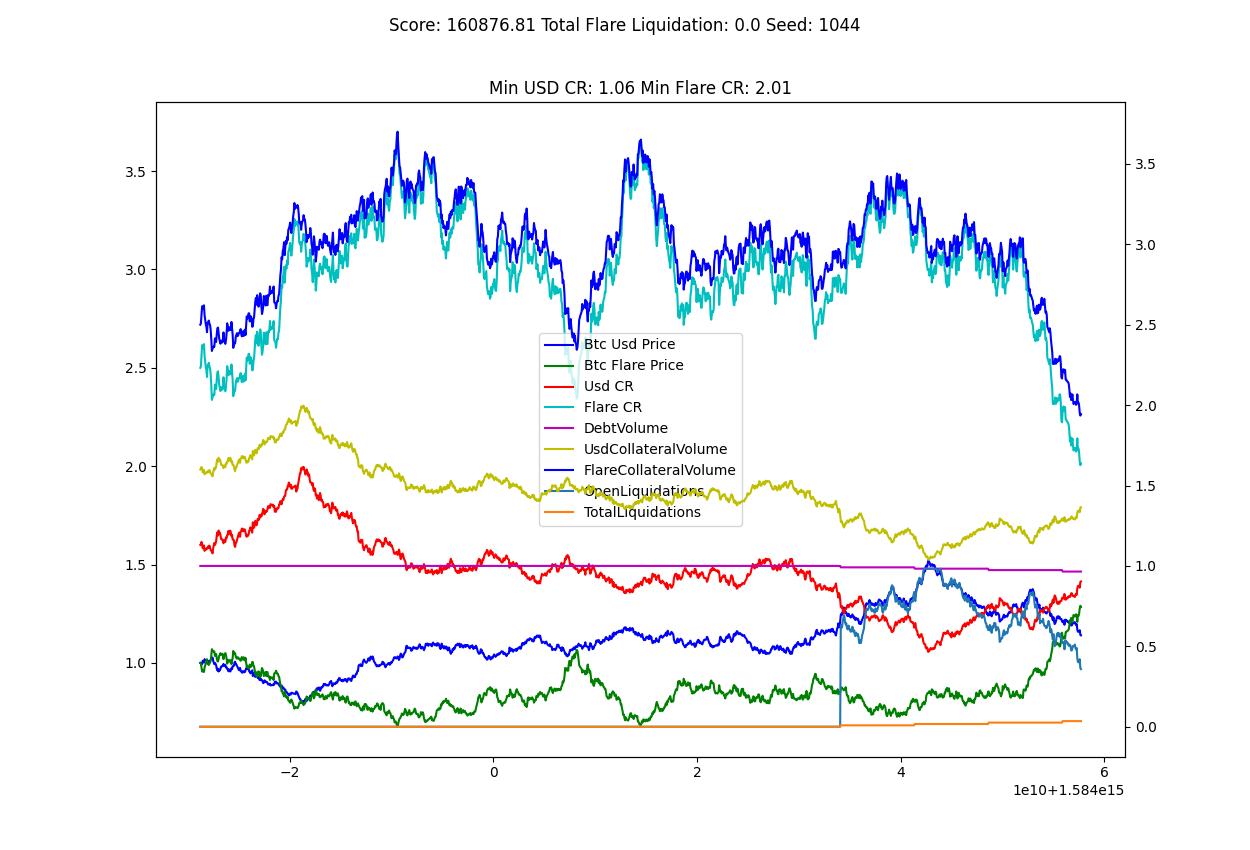 Score: 160876.81 Total Flare Liquidation: 0.0 Seed: 1044
Min USD CR: 1.06 Min Flare CR: 2.01
3.5
3.0
2.5
2.0
1.5
1.0
3.5
3.0
2.5
2.0
1.5
1.0
0.5
0.0
Btc Usd Price
Btc Flare Price
Usd CR
Flare CR
DebtVolume
UsdCollateralVolume
FlareCollateralVolume
OpenLiquidations
TotalLiquidations
−2
0
2
4
6
1e10+1.584e15